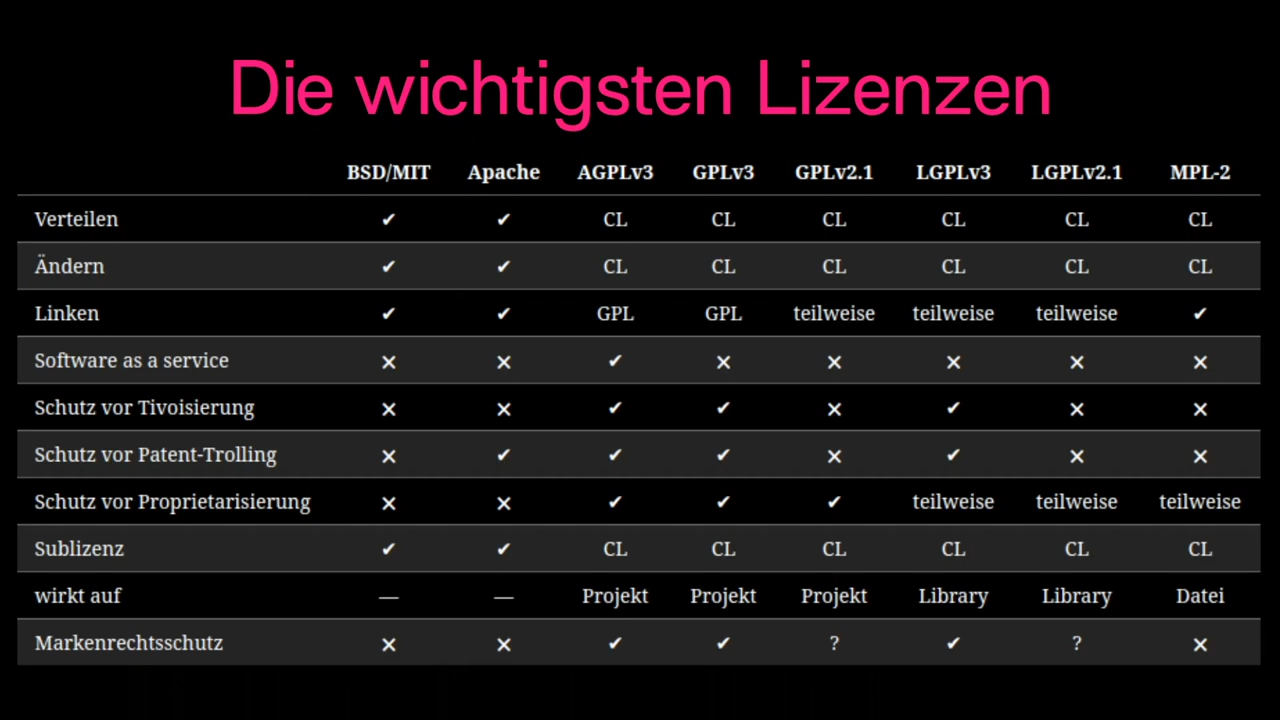 Die wichtigsten Lizenzen
BSD/MIT Apache AGPLv3 GPLv3 GPLv2.1 LGPLv3 LGPLv2.1 MPL-2
Verteilen ✔ ✔ CL CL CL CL CL CL
Ändern ✔ ✔ CL CL CL CL CL CL
Linken ✔ ✔ GPL GPL teilweise teilweise teilweise ✔
Software as a service ✕ ✕ ✔ ✕ ✕ ✕ ✕ ✕
Schutz vor Tivoisierung ✕ ✕ ✔ ✔ ✕ ✔ ✕ ✕
Schutz vor Patent-Trolling ✕ ✔ ✔ ✔ ✕ ✔ ✕ ✕
Schutz vor Proprietarisierung ✕ ✕ ✔ ✔ ✔ teilweise teilweise teilweise
Sublizenz ✔ ✔ CL CL CL CL CL CL
wirkt auf — — Projekt Projekt Projekt Library Library Datei
Markenrechtsschutz ✕ ✕ ✔ ✔ ? ✔ ? ✕